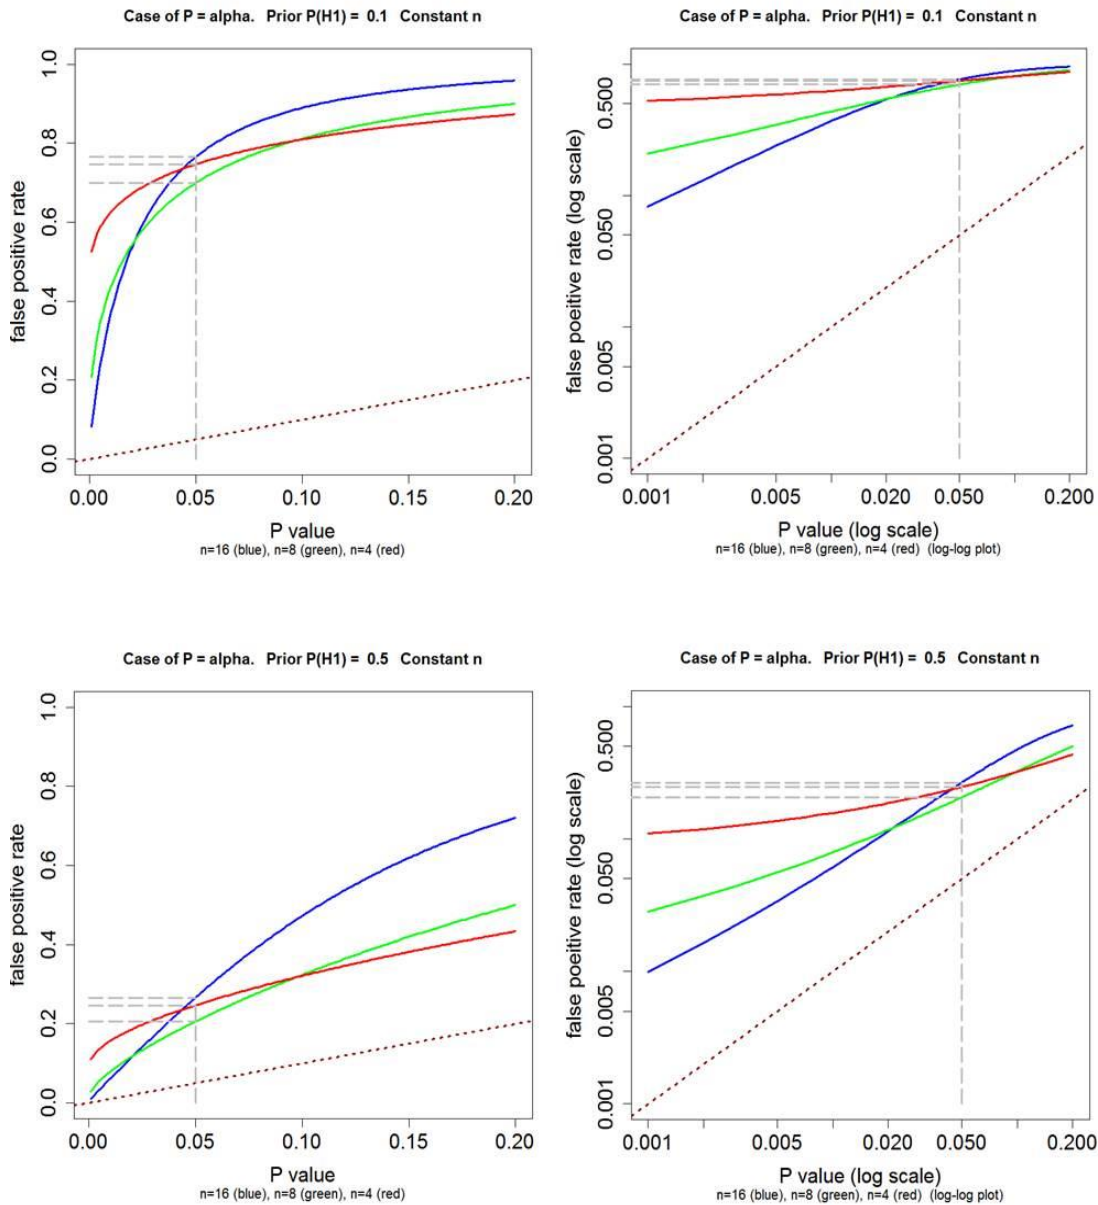 Case of P = alpha. Prior P(H1) = 0.1 Constant n
1.0
0.8
0.6
0.4
0.2
0.0
false positive rate
0.00 0.05 0.10 0.15 0.20
P value
n=16 (blue), n=8 (green), n=4 (red)
Case of P = alpha. Prior P(H1) = 0.1 Constant n
0.500
0.050
0.005
0.001
false poeitive rate (log scale)
0.001 0.005 0.020 0.050 0.200
P value (log scale)
n=16 (blue), n=8 (green), n=4 (red) (log-log plot)
Case of P = alpha. Prior P(H1) = 0.5 Constant n
1.0
0.8
0.6
0.4
0.2
0.0
false positive rate
0.00 0.05 0.10 0.15 0.20
P value
n=16 (blue), n=8 (green), n=4 (red)
Case of P = alpha. Prior P(H1) = 0.5 Constant n
0.500
0.050
0.005
0.001
false poeitive rate (log scale)
0.001 0.005 0.020 0.050 0.200
P value (log scale)
n=16 (blue), n=8 (green), n=4 (red) (log-log plot)